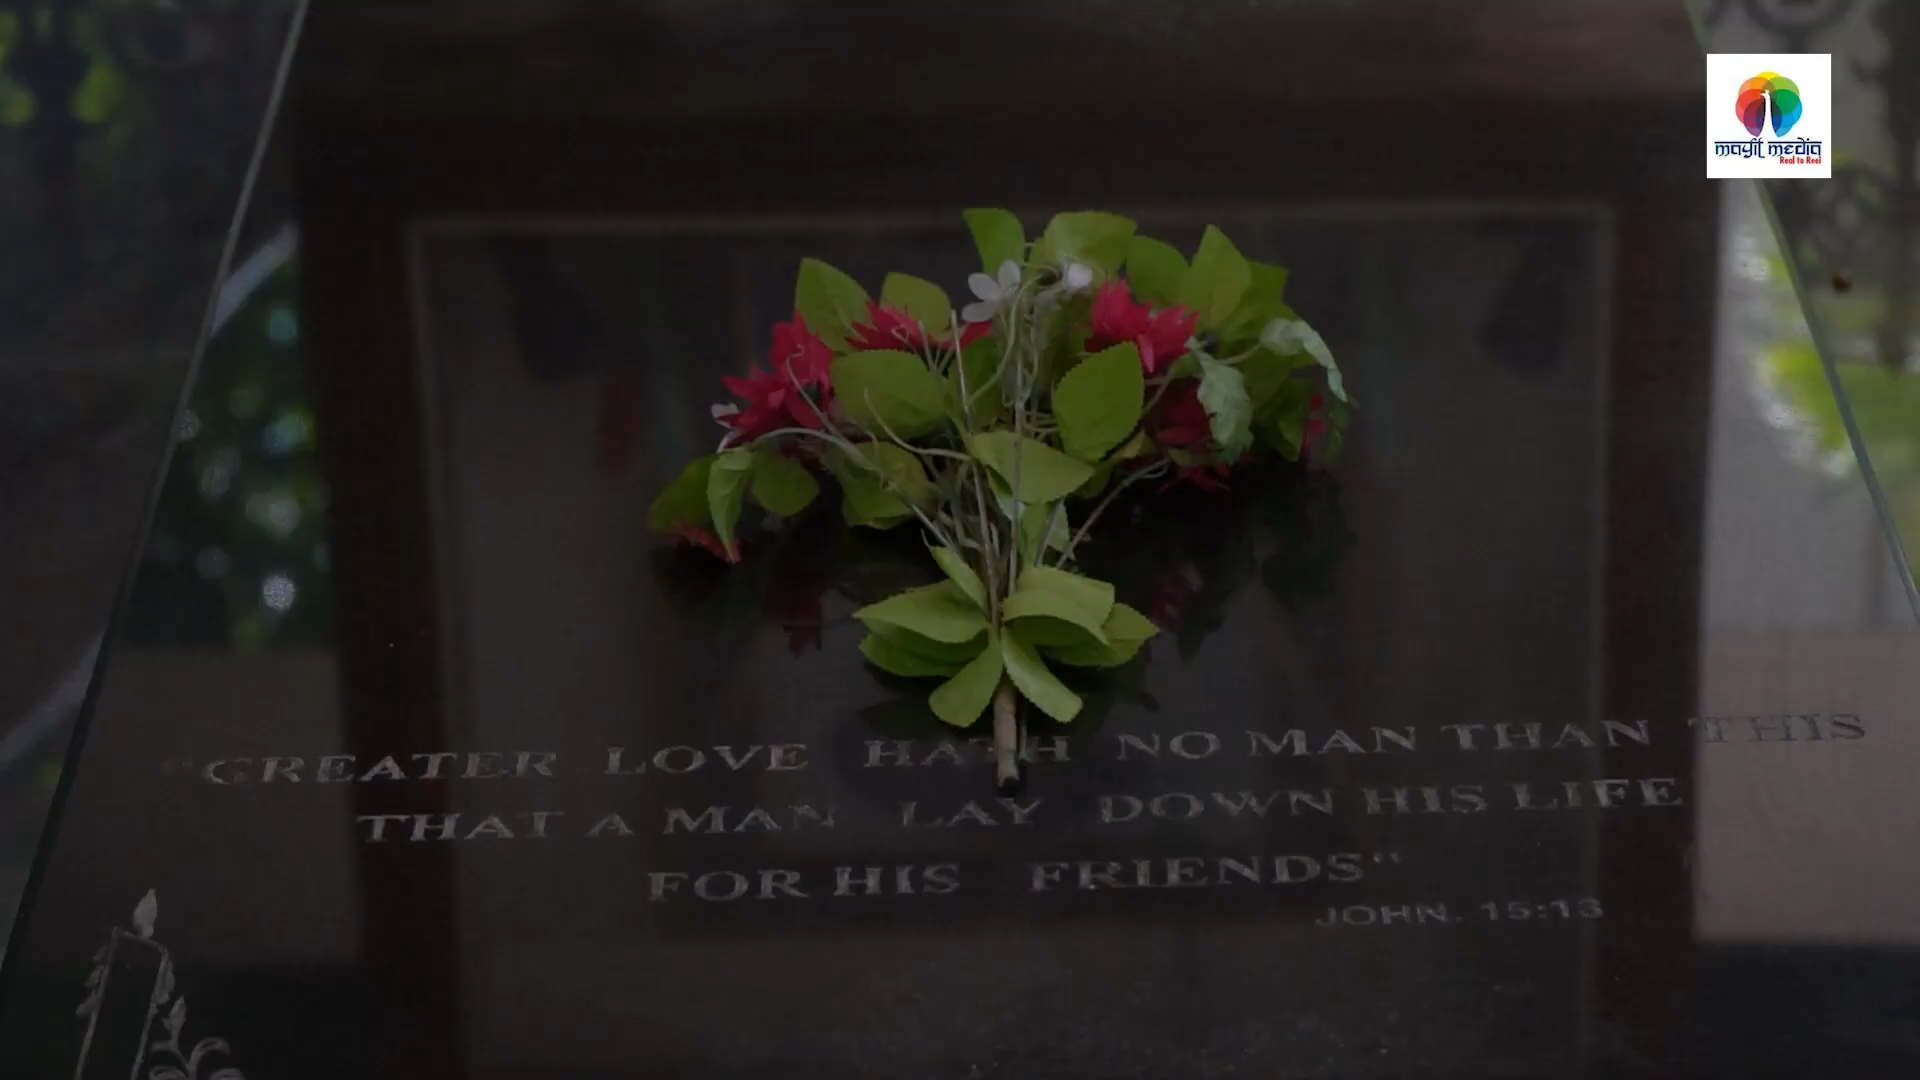 mayil media
Real to Reel
"GREATER LOVE HATH NO MAN THAN THIS
THAT A MAN LAY DOWN HIS LIFE
FOR HIS FRIENDS"
JOHN. 15:13